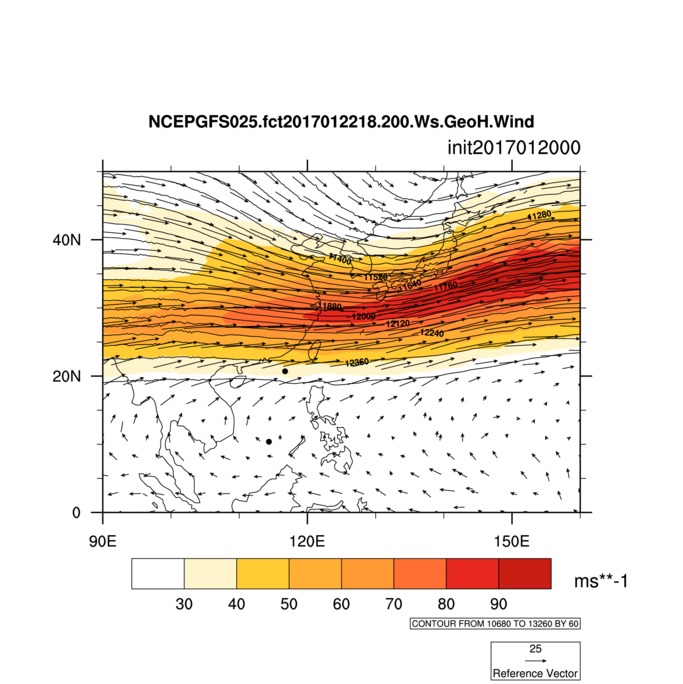 NCEPGFS025.fct2017012218.200.Ws.GeoH.Wind
init2017012000
11280
40N
11400
11520
11640
11760
11880
12000
12120
12240
12360
20N
0
90E 120E 150E
ms**-1
30 40 50 60 70 80 90
CONTOUR FROM 10680 TO 13260 BY 60
25
Reference Vector